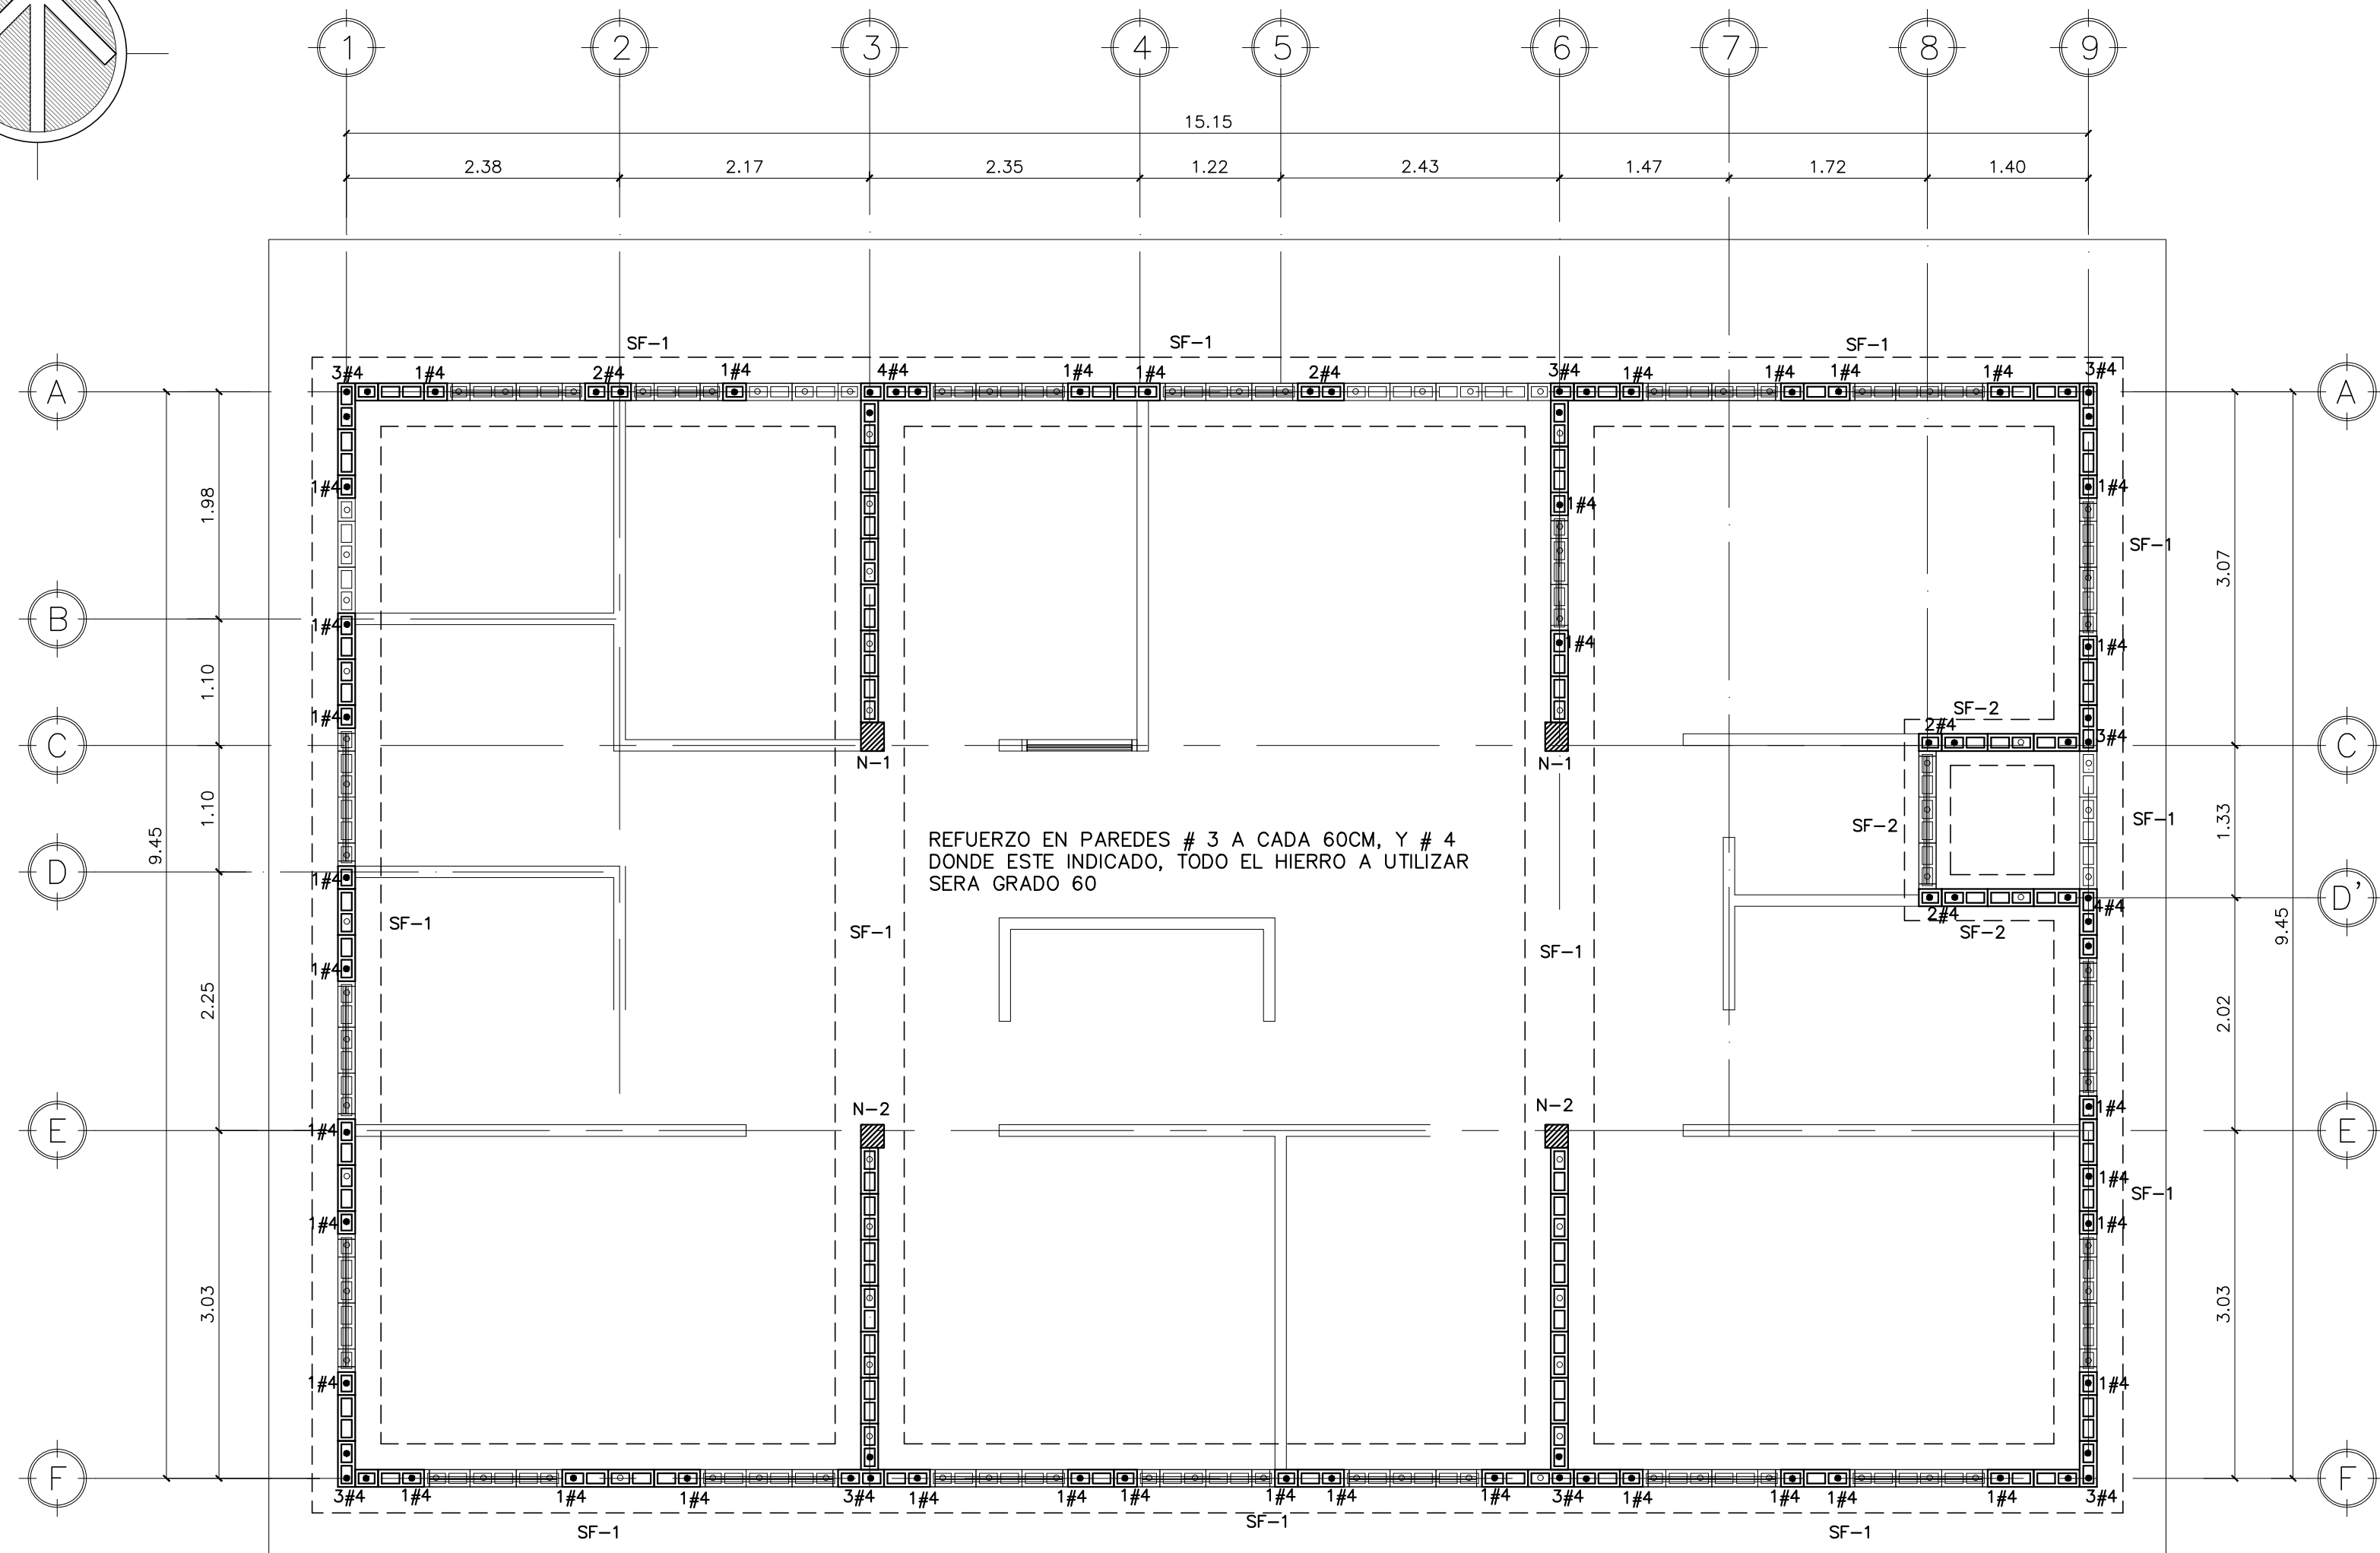 1 2 3 4 5 6 7 8 9
15.15
2.38 2.17 2.35 1.22 2.43 1.47 1.72 1.40
SF-1 SF-1 SF-1
3#4 1#4 2#4 1#4 4#4 1#4 1#4 2#4 3#4 1#4 1#4 1#4 1#4 3#4
A A
1#4 1#4 1#4
1.98
SF-1
3.07
B
1#4 1#4 1#4
1.10
SF-2
1#4 2#4 3#4
C C
N-1 N-1
1.10
9.45
SF-2 SF-1
1.33
REFUERZO EN PAREDES # 3 A CADA 60CM, Y # 4
DONDE ESTE INDICADO, TODO EL HIERRO A UTILIZAR
SERA GRADO 60
D
1#4
D'
2#4 4#4
SF-1 SF-1 SF-1 SF-2
9.45
1#4
2.25
2.02
N-2 N-2
1#4
E E
1#4
1#4
SF-1
1#4 1#4
3.03 3.03
1#4 1#4
F F
3#4 1#4 1#4 1#4 3#4 1#4 1#4 1#4 1#4 1#4 1#4 3#4 1#4 1#4 1#4 1#4 3#4
SF-1 SF-1 SF-1